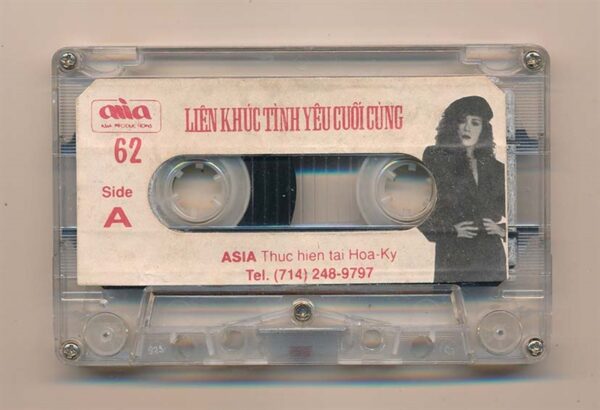 asia
ASIA PRODUCTIONS
62
LIÊN KHÚC TÌNH YÊU CUỐI CÙNG
Side
A
ASIA Thuc hien tai Hoa-Ky
Tel. (714) 248-9797